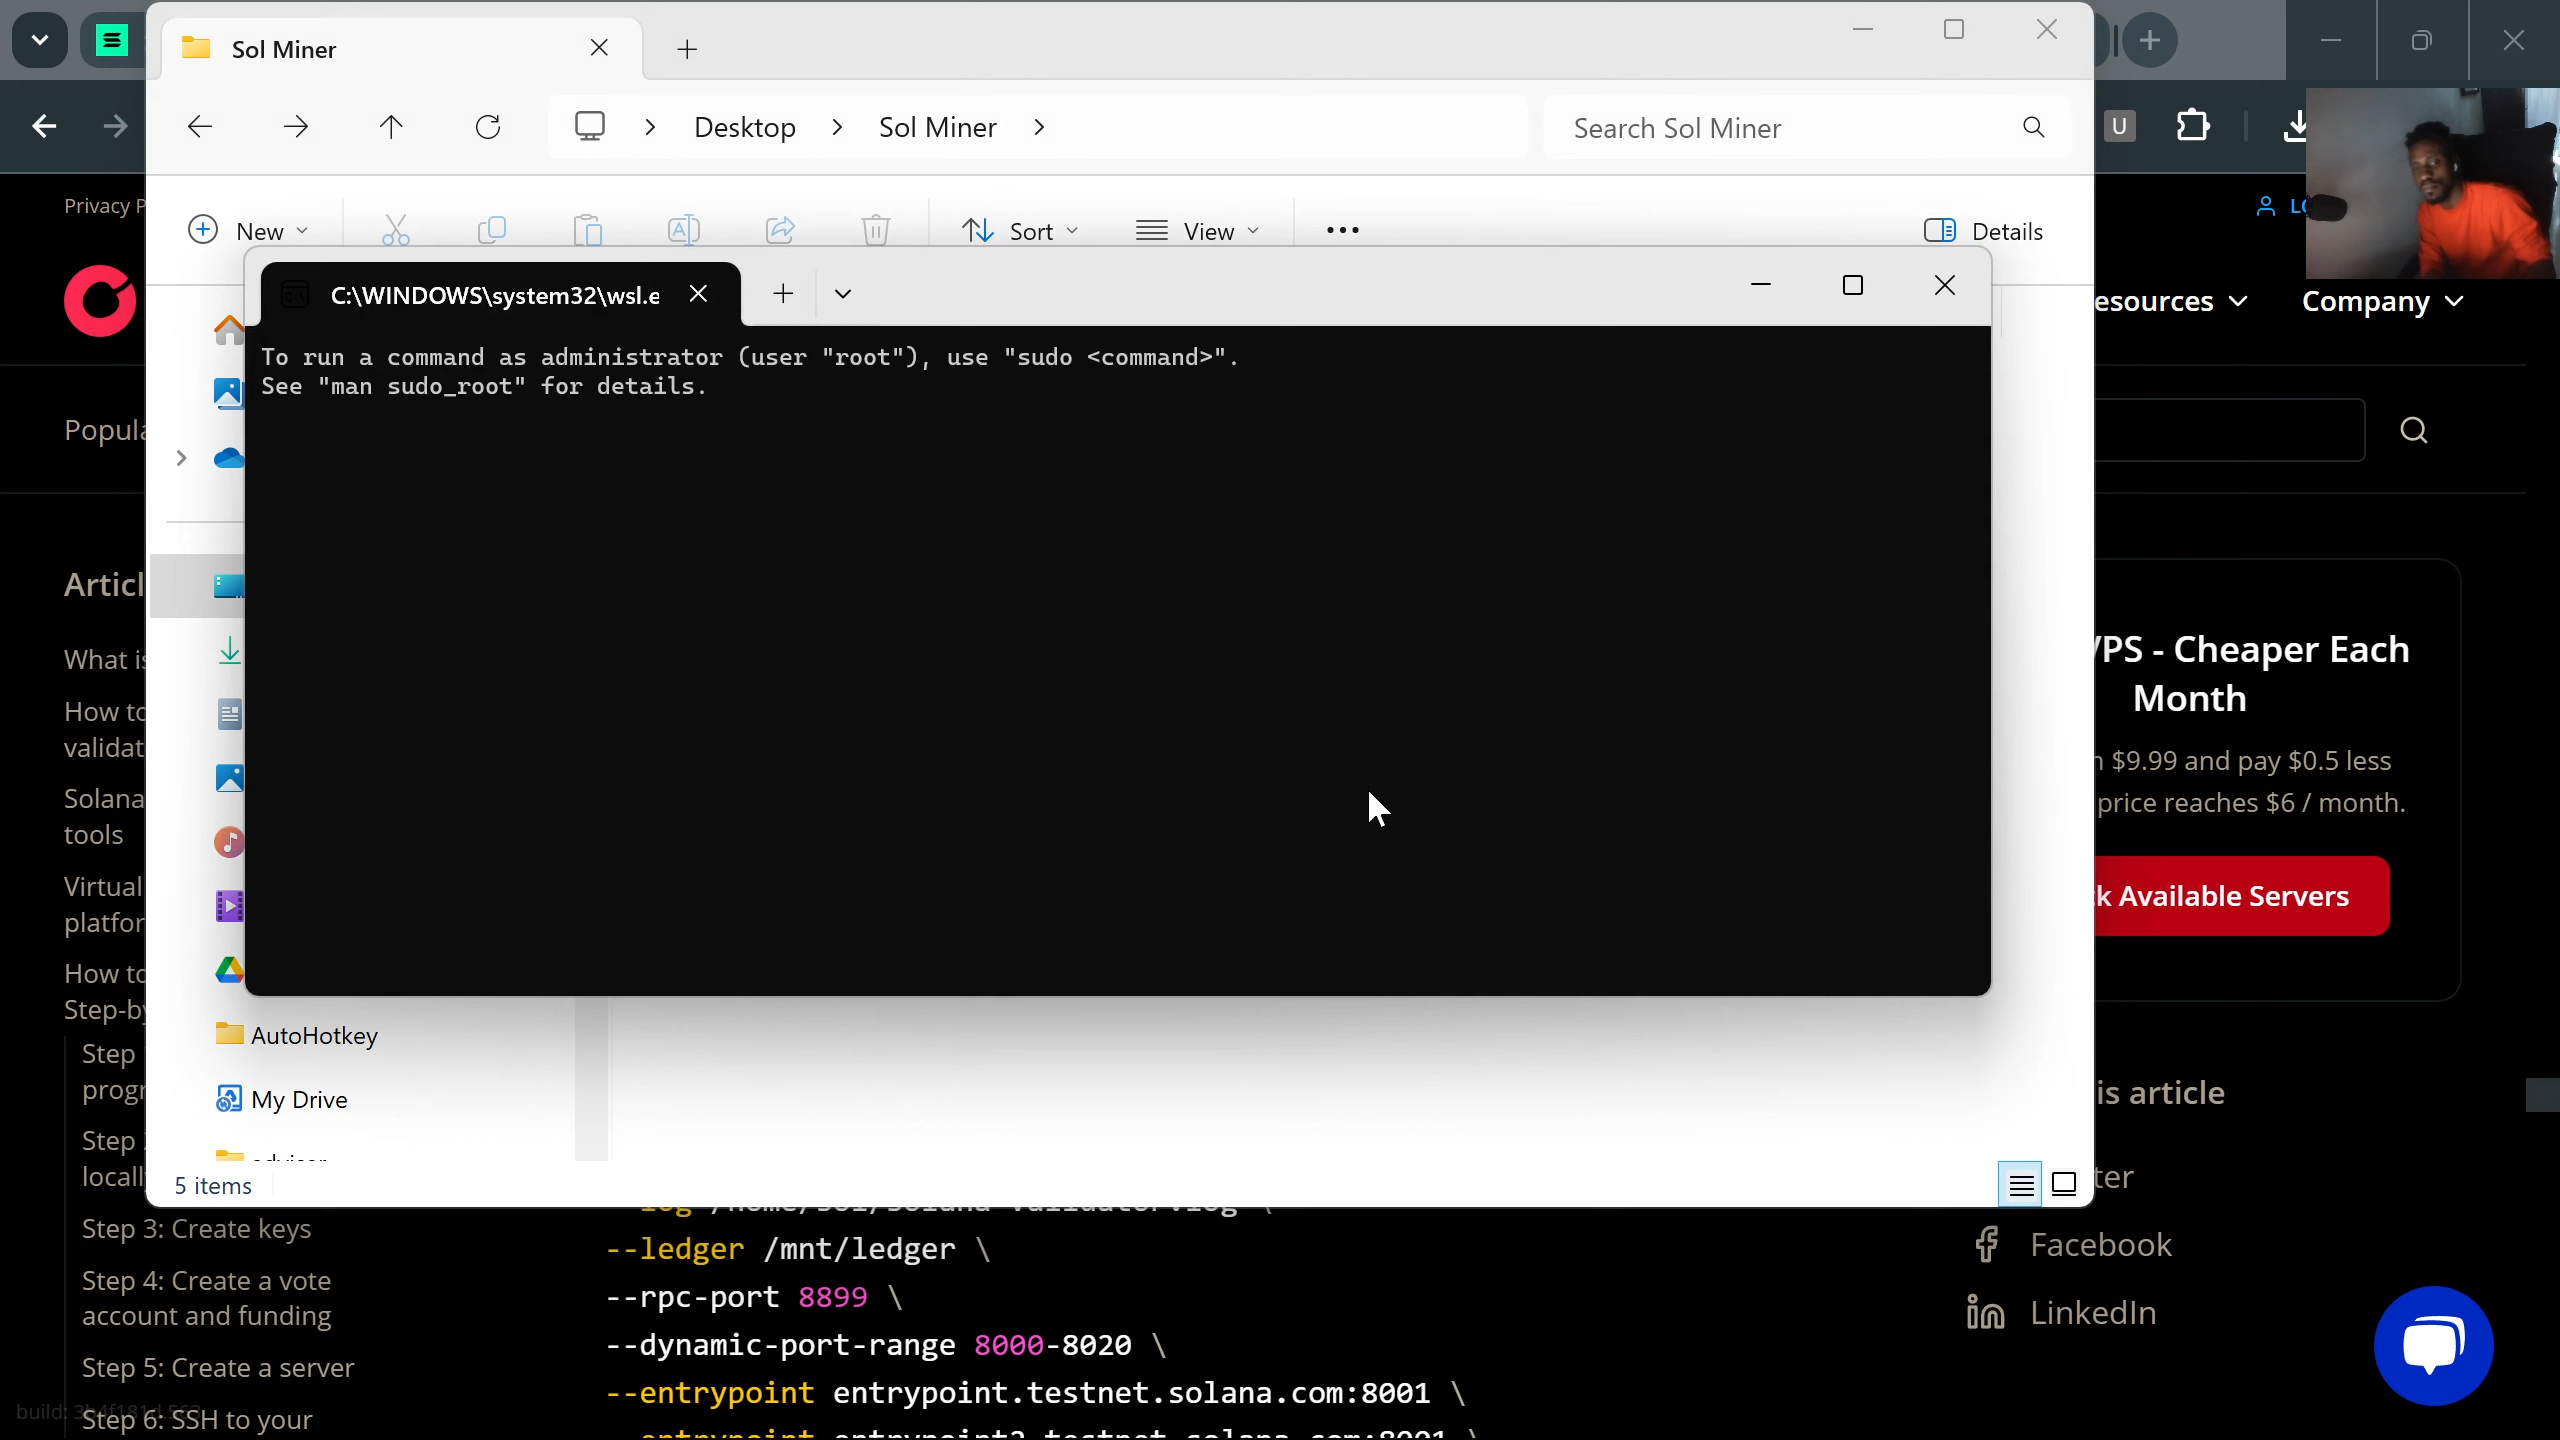 Sol Miner
Desktop
Sol Miner
Search Sol Miner
U
Privacy P
New
Sort
View
Details
C:\WINDOWS\system32\wsl.e
esources
Company
To run a command as administrator (user "root"), use "sudo <command>".
See "man sudo_root" for details.
Popula
Articl
What is
How to
validat
Solana
tools
Virtual
platfor
How to
Step-by
Step
progr
Step
locall
Step 3: Create keys
Step 4: Create a vote
account and funding
Step 5: Create a server
Step 6: SSH to your
VPS - Cheaper Each
Month
$9.99 and pay $0.5 less
price reaches $6 / month.
ck Available Servers
AutoHotkey
My Drive
5 items
is article
ter
Facebook
LinkedIn
--ledger /mnt/ledger \
--rpc-port 8899 \
--dynamic-port-range 8000-8020 \
--entrypoint entrypoint.testnet.solana.com:8001 \